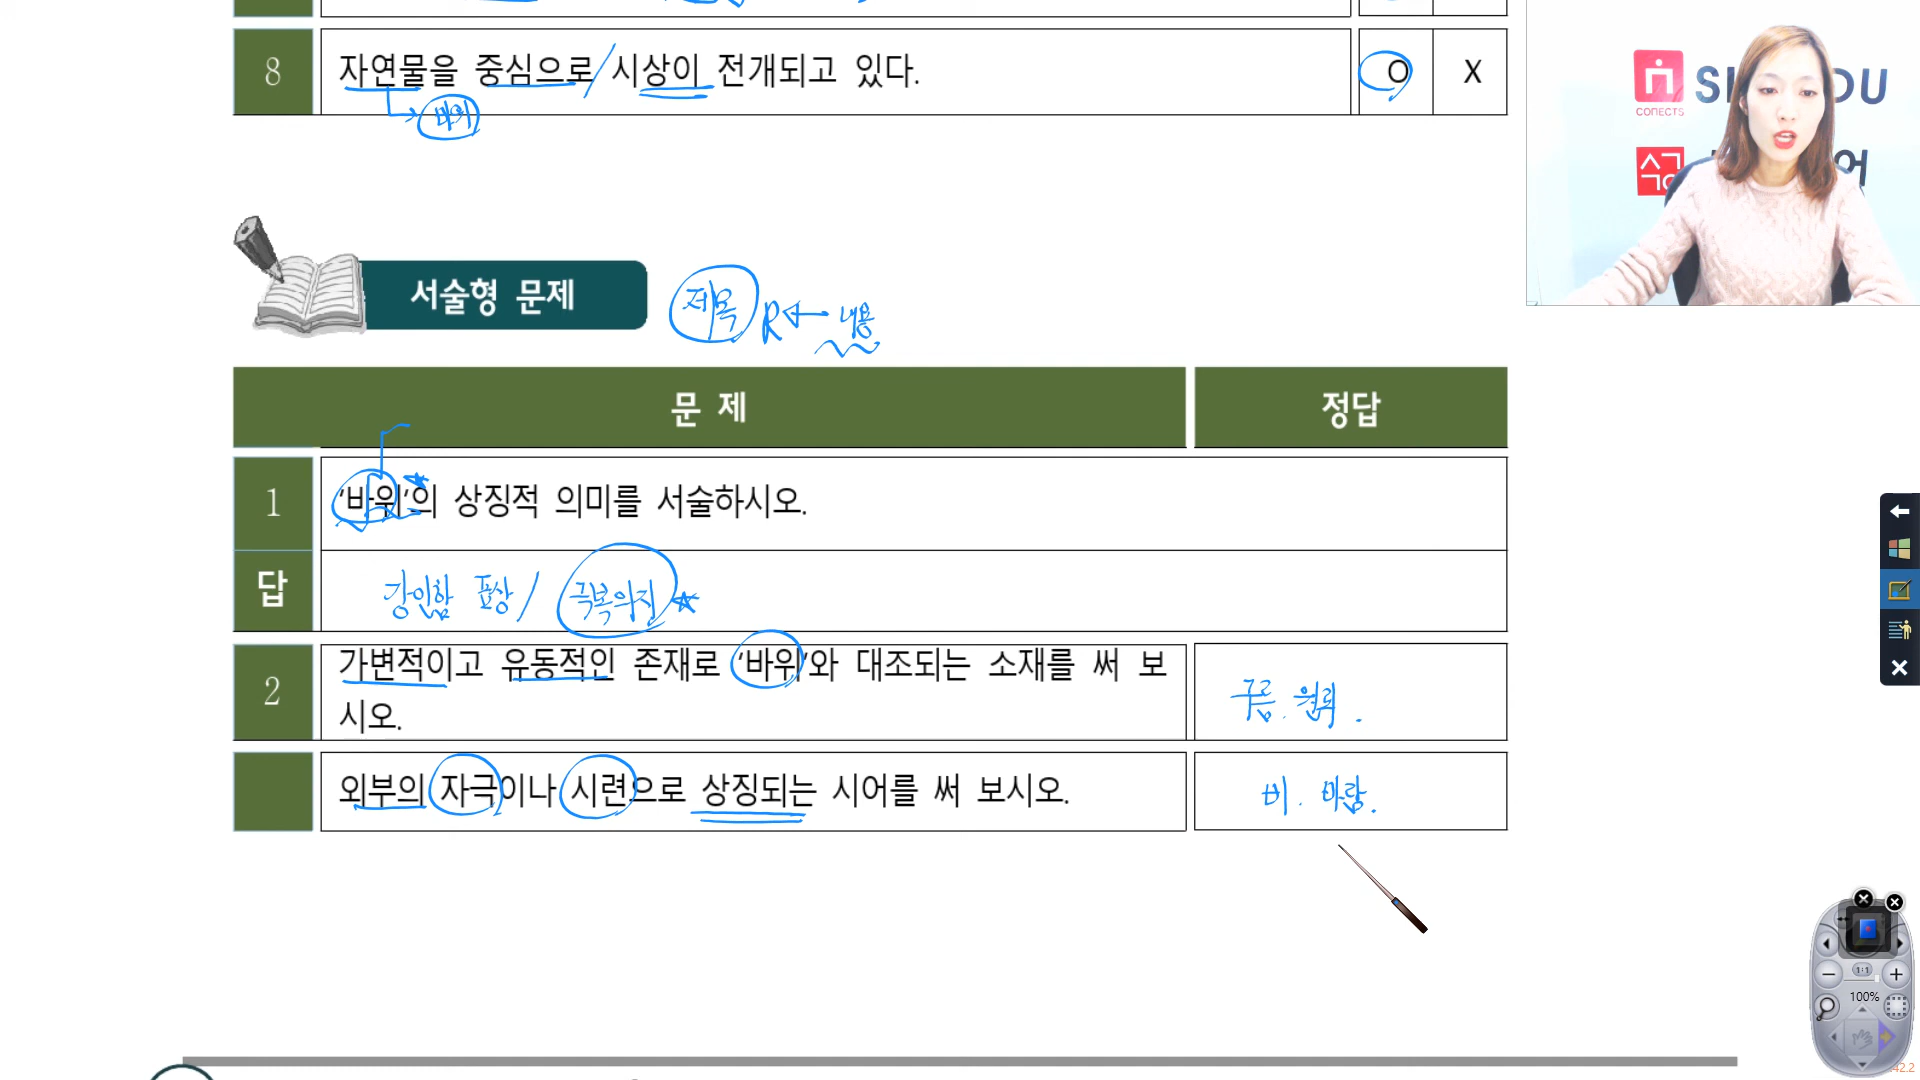 8 자연물을 중심으로 시상이 전개되고 있다. O X
바위
CONECTS
서술형 문제
제목 R 내용
문 제 정답
1 '바위'의 상징적 의미를 서술하시오.
답 강인함 표상 / 극복의지
2 가변적이고 유동적인 존재로 '바위'와 대조되는 소재를 써 보
시오.
구름. 원뢰.
외부의 자극이나 시련으로 상징되는 시어를 써 보시오. 비. 바람.
1:1
100%